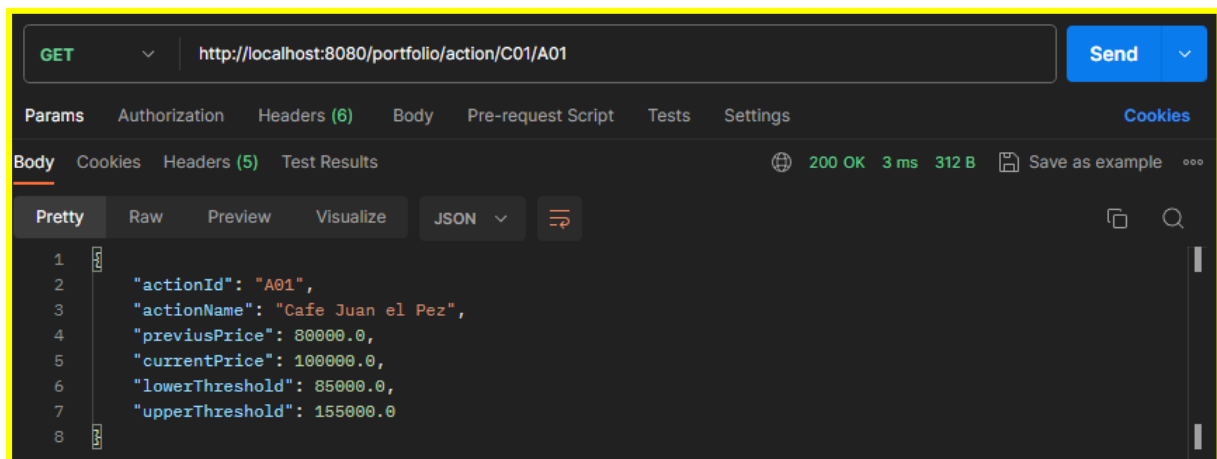 GET http://localhost:8080/portfolio/action/C01/A01 Send
Params Authorization Headers (6) Body Pre-request Script Tests Settings Cookies
Body Cookies Headers (5) Test Results 200 OK 3 ms 312 B Save as example
Pretty Raw Preview Visualize JSON
1 {
2 "actionId": "A01",
3 "actionName": "Cafe Juan el Pez",
4 "previusPrice": 80000.0,
5 "currentPrice": 100000.0,
6 "lowerThreshold": 85000.0,
7 "upperThreshold": 155000.0
8 }